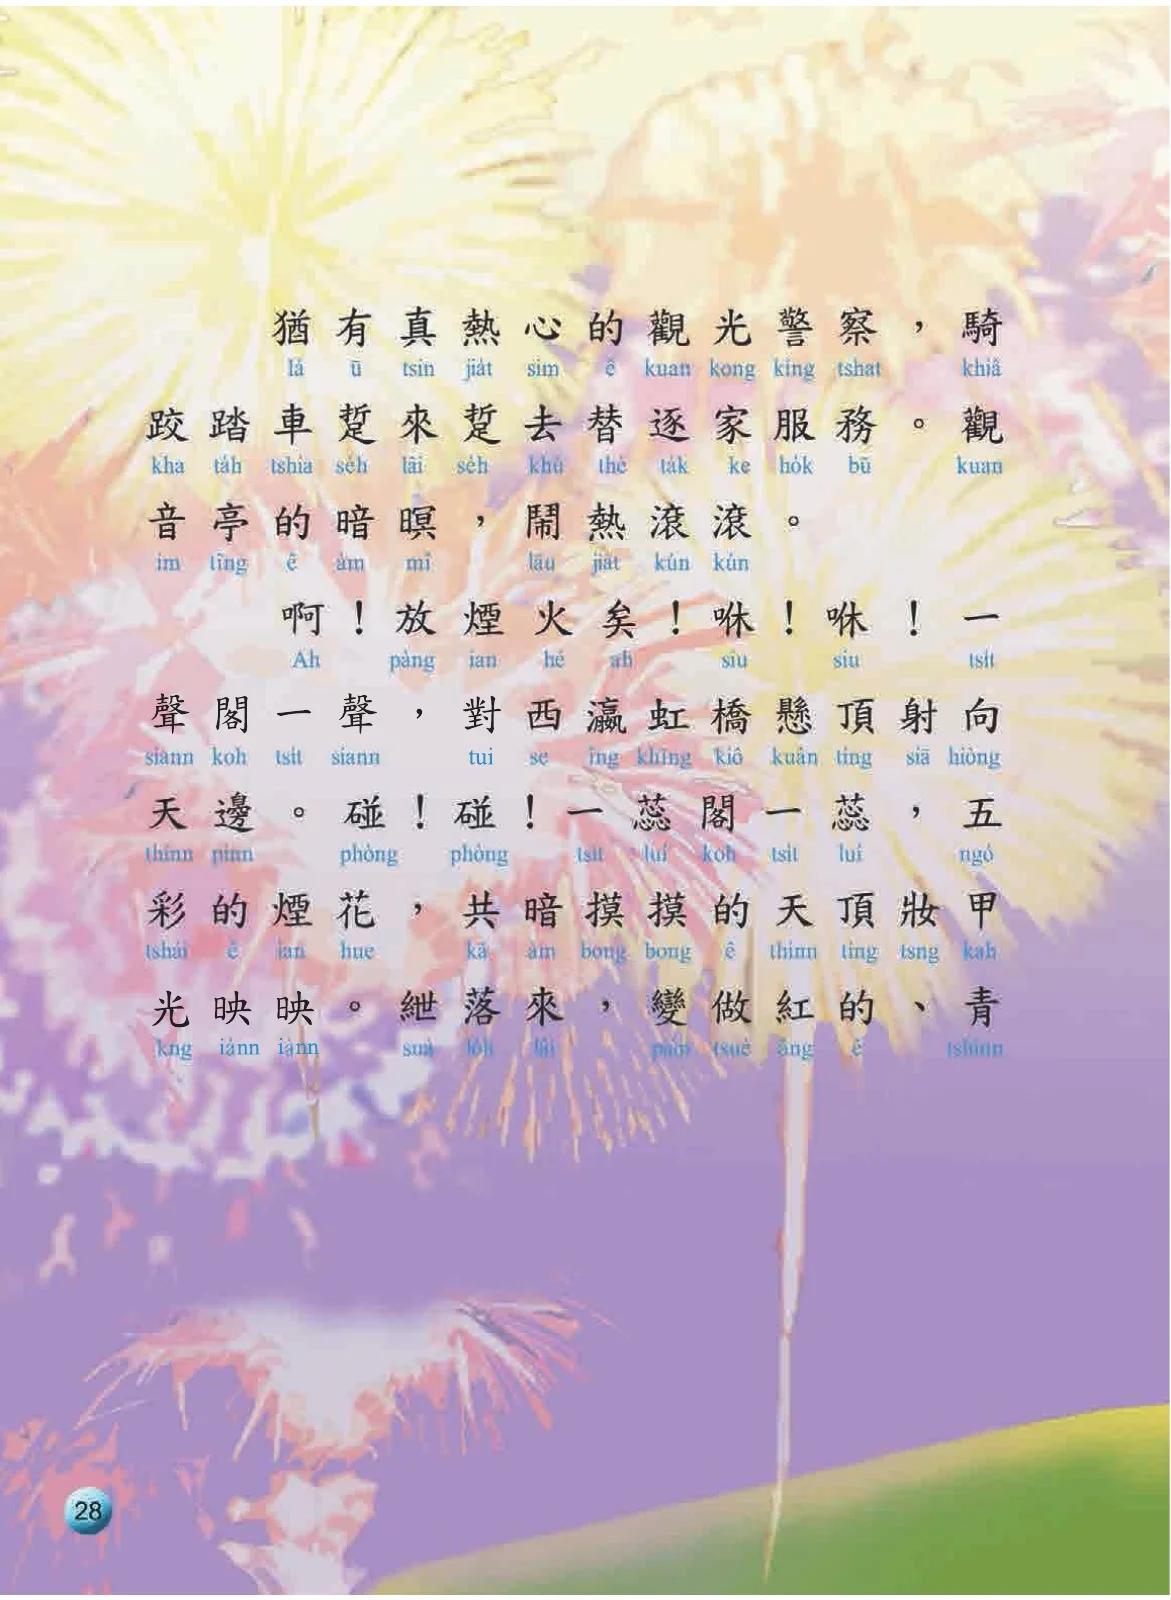 猶有真熱心的觀光警察，騎
iá ū tsin jia̍t sim ê kuan kong kíng tshat khiâ
跤踏車踅來踅去替逐家服務。觀
kha ta̍h tshia se̍h lâi se̍h khù thè ta̍k ke ho̍k bū kuan
音亭的暗暝，鬧熱滾滾。
im tîng ê àm mî lāu jia̍t kún kún
啊！放煙火矣！咻！咻！一
Ah pàng ian hé ah siu siu tsi̍t
聲閣一聲，對西瀛虹橋懸頂射向
siann koh tsi̍t siann tuì se îng khīng kiô kuân tíng siā hiòng
天邊。碰！碰！一蕊閣一蕊，五
thinn pinn phòng phòng tsi̍t luí koh tsi̍t luí ngó
彩的煙花，共暗摸摸的天頂妝甲
tshái ê ian hue kā àm bong bong ê thinn tíng tsng kah
光映映。紲落來，變做紅的、青
kng iànn iànn suà lo̍h lâi pìn tsuè âng ê tshinn
28